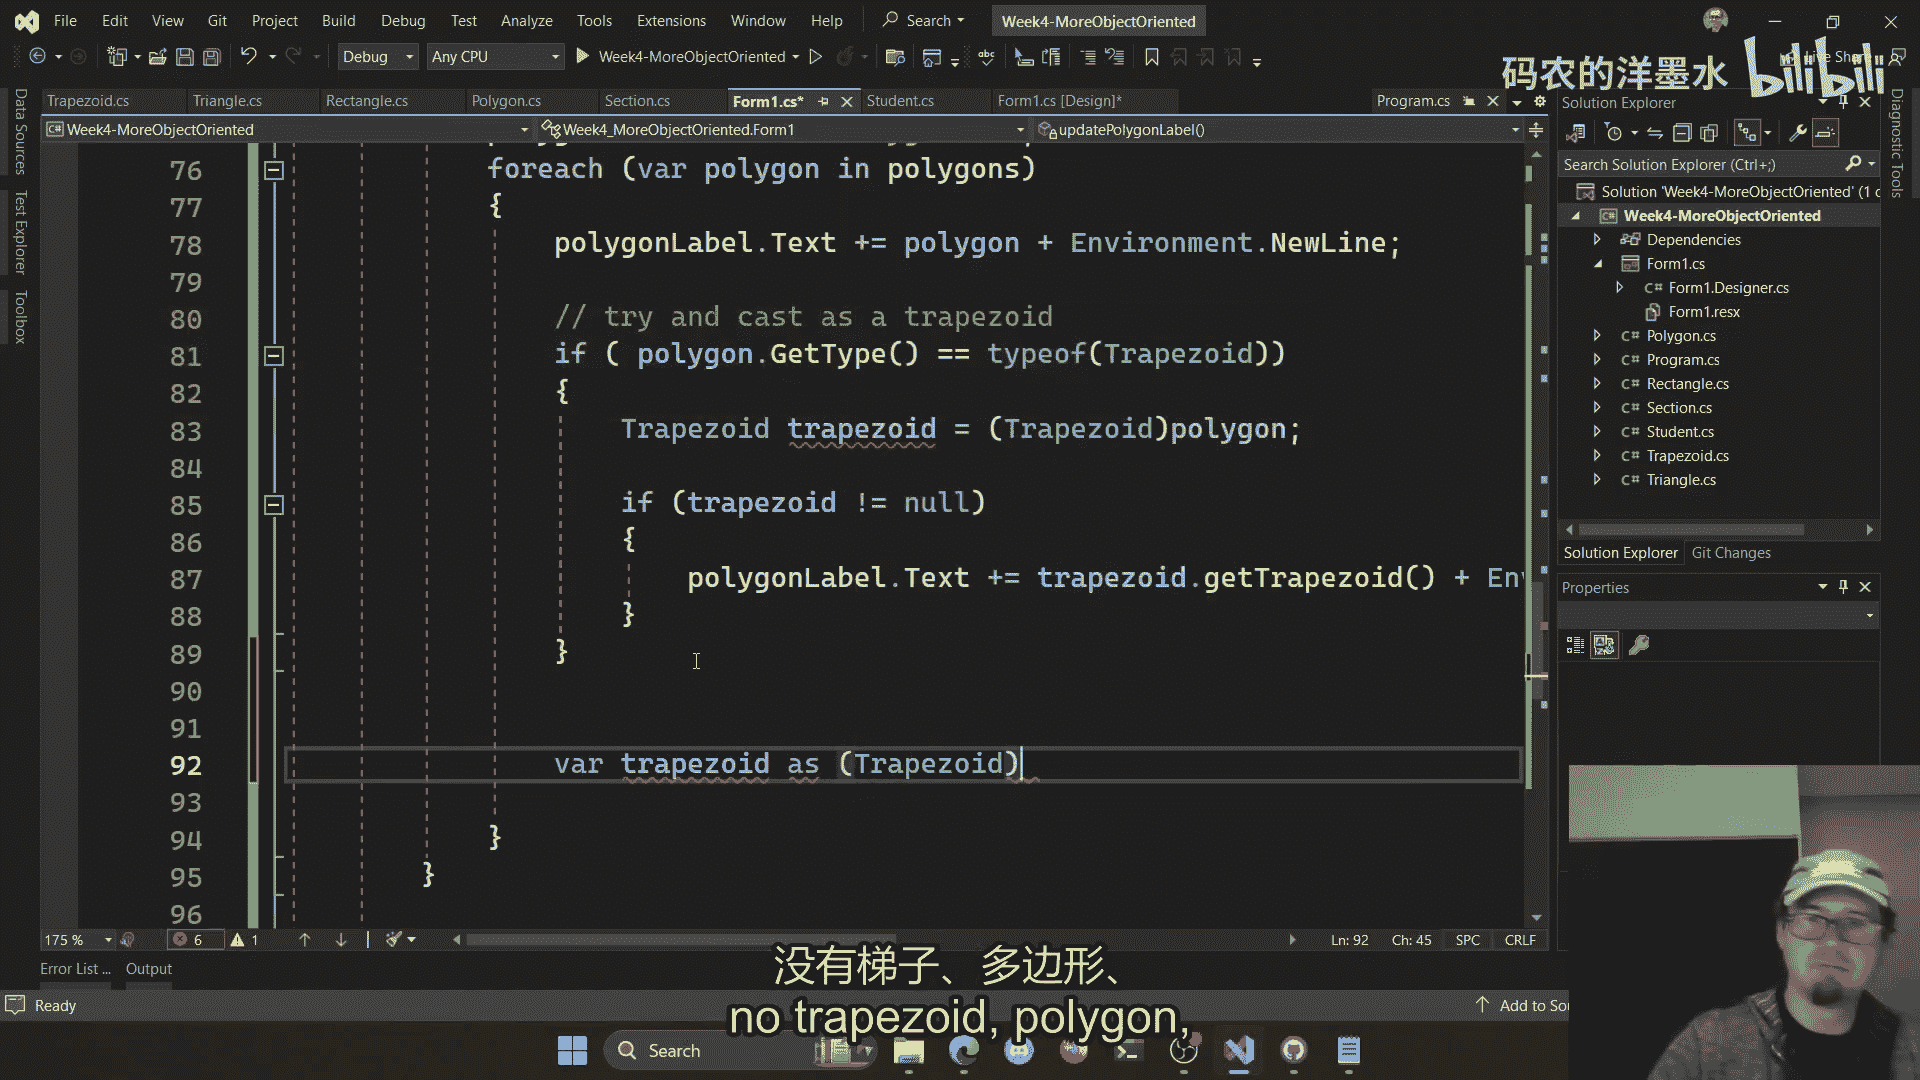 File Edit View Git Project Build Debug Test Analyze Tools Extensions Window Help Search Week4-MoreObjectOriented
Debug Any CPU Week4-MoreObjectOriented
码农的洋墨水 bilibili
Trapezoid.cs Triangle.cs Rectangle.cs Polygon.cs Section.cs Form1.cs* Student.cs Form1.cs [Design]* Program.cs
Week4-MoreObjectOriented Week4_MoreObjectOriented.Form1 updatePolygonLabel()
Data Sources
Test Explorer
Toolbox
76 foreach (var polygon in polygons)
77 {
78 polygonLabel.Text += polygon + Environment.NewLine;
79
80 // try and cast as a trapezoid
81 if ( polygon.GetType() == typeof(Trapezoid))
82 {
83 Trapezoid trapezoid = (Trapezoid)polygon;
84
85 if (trapezoid != null)
86 {
87 polygonLabel.Text += trapezoid.getTrapezoid() + Env
88 }
89 }
90
91
92 var trapezoid as (Trapezoid)
93
94 }
95 }
96
175 % 6 1 Ln: 92 Ch: 45 SPC CRLF
Error List ... Output
Solution Explorer
Search Solution Explorer (Ctrl+;)
Solution 'Week4-MoreObjectOriented' (1 c
Week4-MoreObjectOriented
Dependencies
Form1.cs
C# Form1.Designer.cs
Form1.resx
C# Polygon.cs
C# Program.cs
C# Rectangle.cs
C# Section.cs
C# Student.cs
C# Trapezoid.cs
C# Triangle.cs
Solution Explorer Git Changes
Properties
Diagnostic Tools
没有梯子、多边形、
no trapezoid, polygon,
Ready Add to So
Search